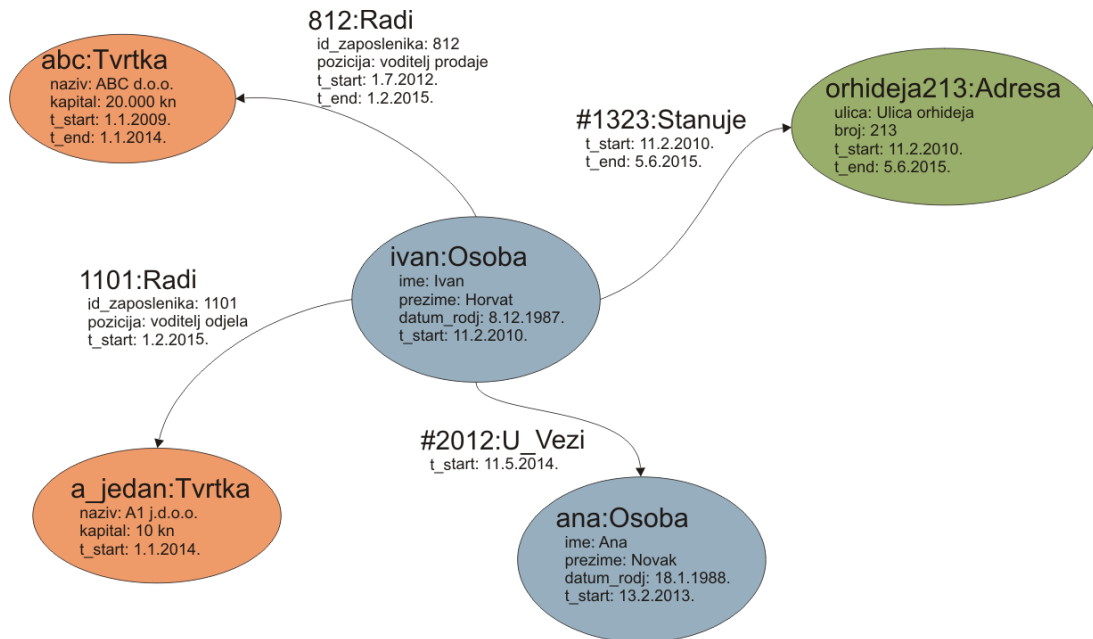 812:Radi
id_zaposlenika: 812
pozicija: voditelj prodaje
t_start: 1.7.2012.
t_end: 1.2.2015.
abc:Tvrtka
naziv: ABC d.o.o.
kapital: 20.000 kn
t_start: 1.1.2009.
t_end: 1.1.2014.
orhideja213:Adresa
ulica: Ulica orhideja
broj: 213
t_start: 11.2.2010.
t_end: 5.6.2015.
#1323:Stanuje
t_start: 11.2.2010.
t_end: 5.6.2015.
ivan:Osoba
ime: Ivan
prezime: Horvat
datum_rodj: 8.12.1987.
t_start: 11.2.2010.
1101:Radi
id_zaposlenika: 1101
pozicija: voditelj odjela
t_start: 1.2.2015.
#2012:U_Vezi
t_start: 11.5.2014.
a_jedan:Tvrtka
naziv: A1 j.d.o.o.
kapital: 10 kn
t_start: 1.1.2014.
ana:Osoba
ime: Ana
prezime: Novak
datum_rodj: 18.1.1988.
t_start: 13.2.2013.